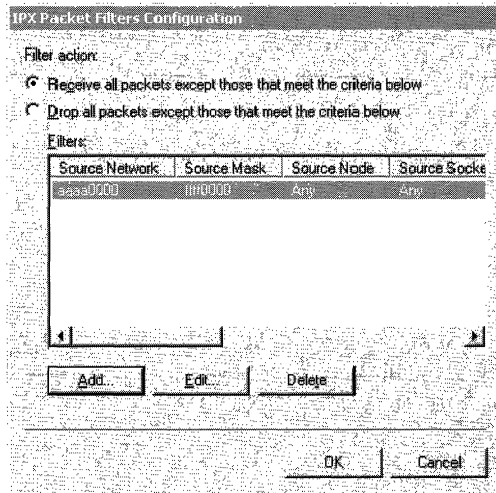 IPX Packet Filters Configuration
Filter action:
Receive all packets except those that meet the criteria below
Drop all packets except those that meet the criteria below
Filters:
Source Network Source Mask Source Node Source Socke
aaaa0000 ffff0000 Any Any
Add... Edit... Delete
OK Cancel